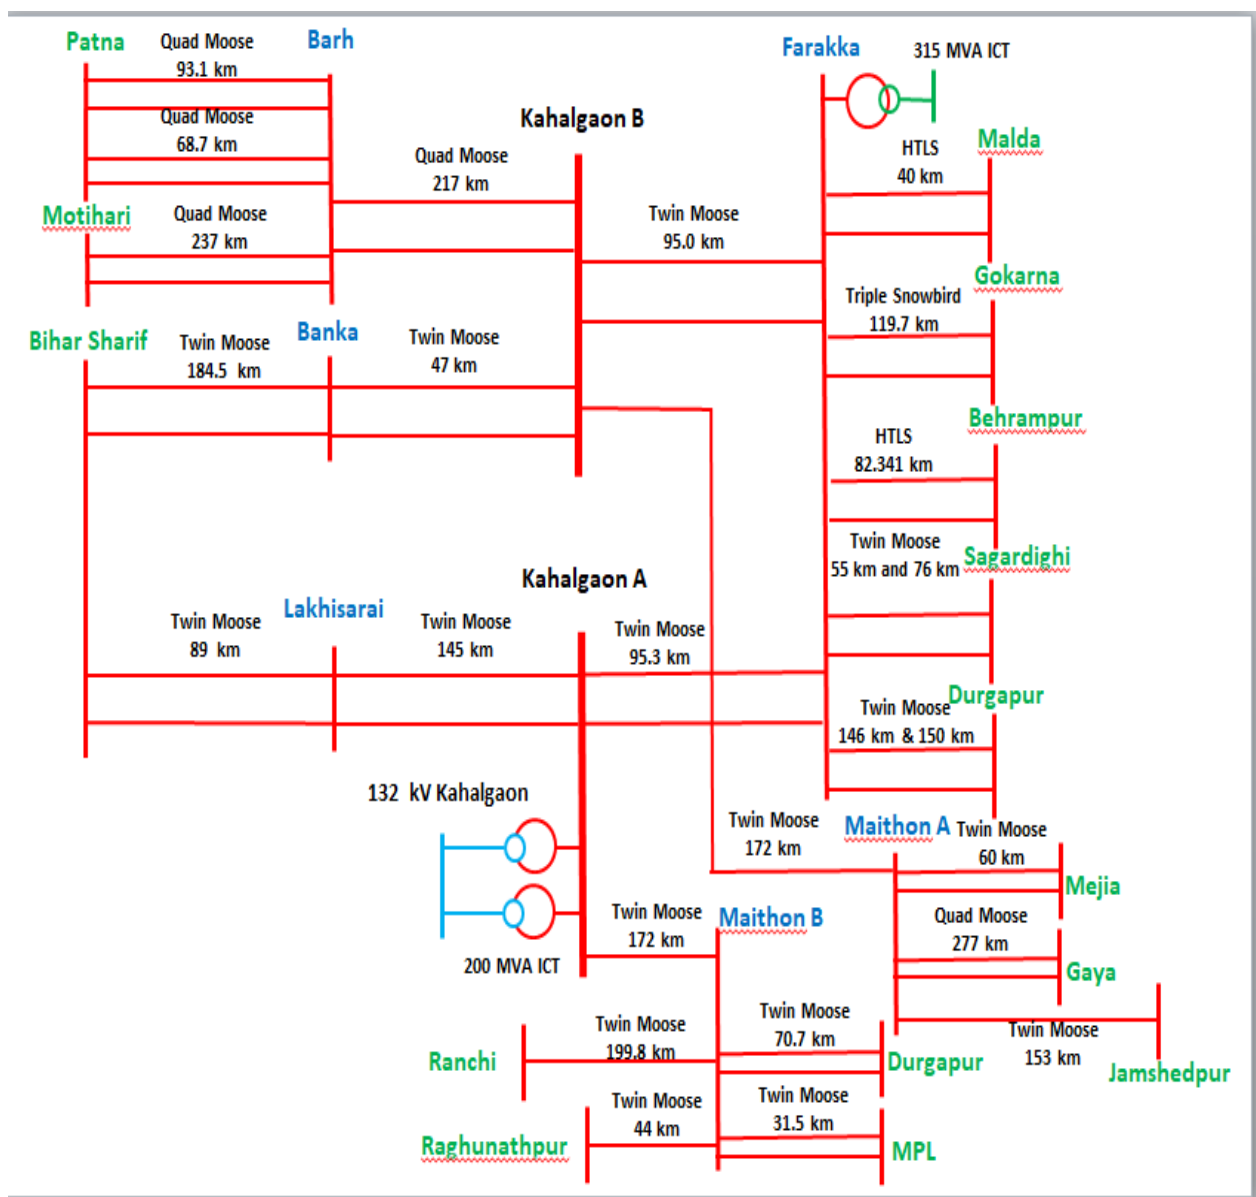 Patna
Quad Moose
93.1 km
Barh
Quad Moose
68.7 km
Motihari
Quad Moose
237 km
Quad Moose
217 km
Kahalgaon B
Twin Moose
95.0 km
Farakka
315 MVA ICT
HTLS
40 km
Malda
Triple Snowbird
119.7 km
Gokarna
HTLS
82.341 km
Behrampur
Twin Moose
55 km and 76 km
Sagardighi
Twin Moose
146 km & 150 km
Durgapur
Bihar Sharif
Twin Moose
184.5 km
Banka
Twin Moose
47 km
Kahalgaon A
Twin Moose
89 km
Lakhisarai
Twin Moose
145 km
Twin Moose
95.3 km
132 kV Kahalgaon
200 MVA ICT
Twin Moose
172 km
Maithon A
Twin Moose
60 km
Mejia
Quad Moose
277 km
Gaya
Twin Moose
153 km
Jamshedpur
Twin Moose
172 km
Maithon B
Twin Moose
199.8 km
Ranchi
Twin Moose
70.7 km
Durgapur
Twin Moose
44 km
Raghunathpur
Twin Moose
31.5 km
MPL